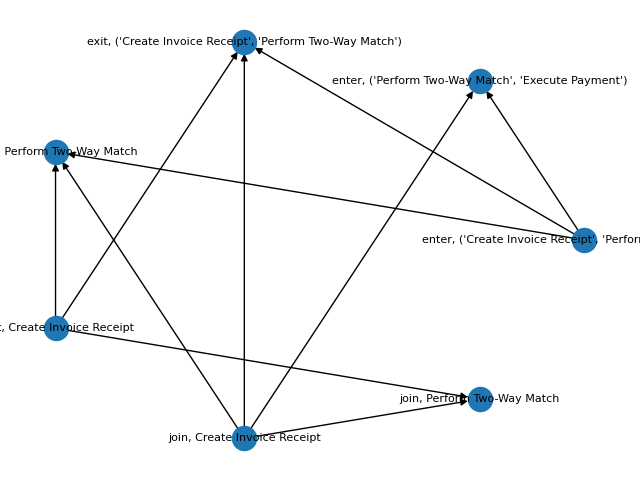 exit, ('Create Invoice Receipt', 'Perform Two-Way Match')
enter, ('Perform Two-Way Match', 'Execute Payment')
Perform Two-Way Match
enter, ('Create Invoice Receipt', 'Perfor
, Create Invoice Receipt
join, Perform Two-Way Match
join, Create Invoice Receipt